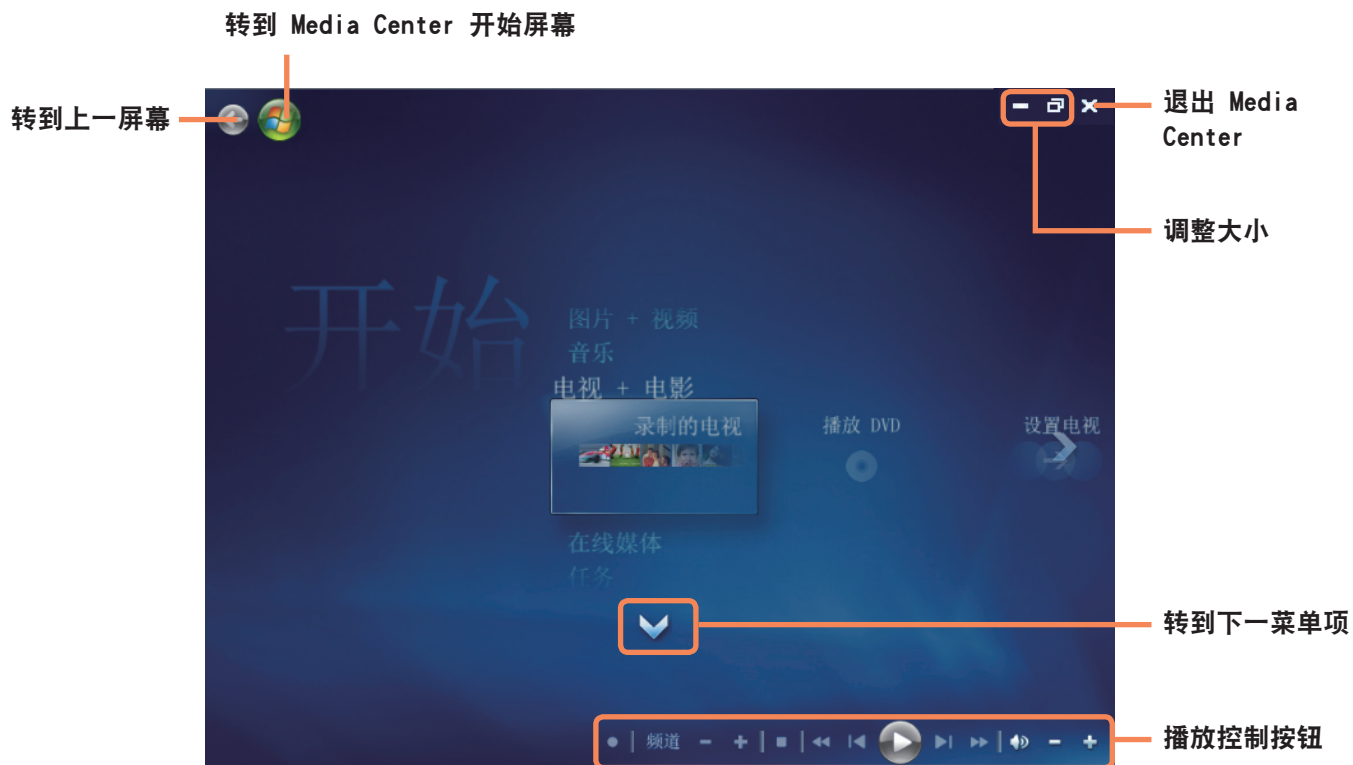 转到 Media Center 开始屏幕
转到上一屏幕
退出 Media
Center
调整大小
开始
图片 + 视频
音乐
电视 + 电影
录制的电视
播放 DVD
设置电视
在线媒体
任务
转到下一菜单项
频道
播放控制按钮